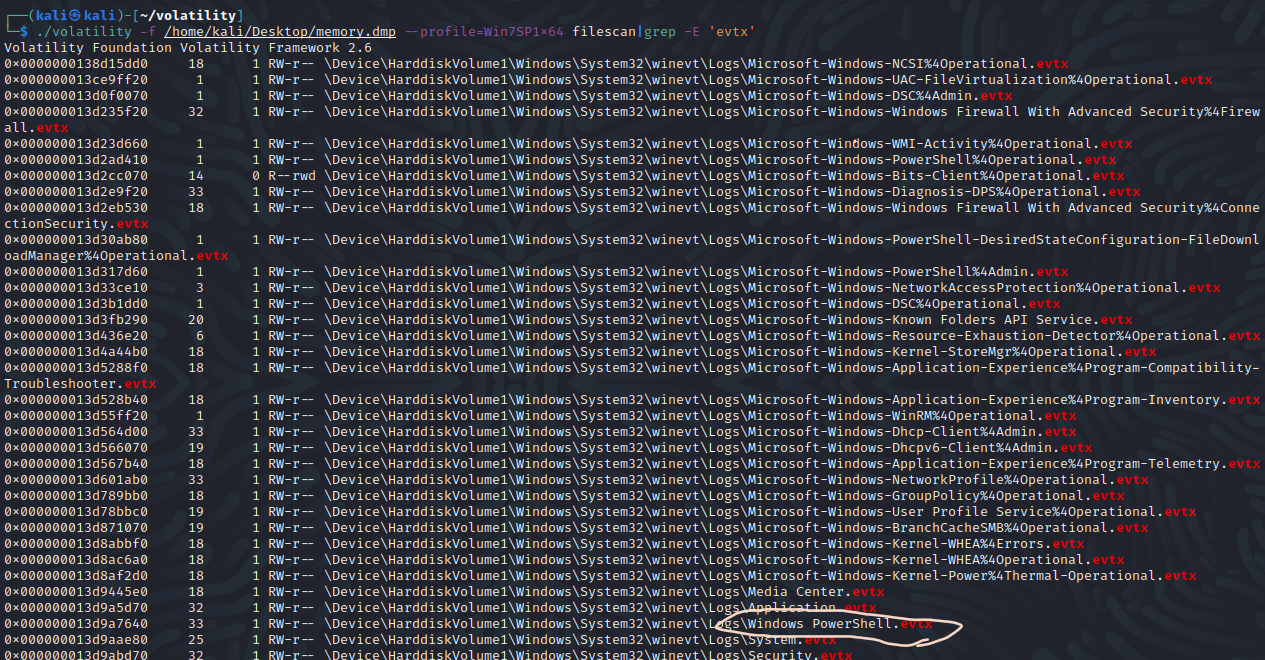 ┌──(kali㉿kali)-[~/volatility]
└─$ ./volatility -f /home/kali/Desktop/memory.dmp --profile=Win7SP1×64 filescan|grep -E 'evtx'
Volatility Foundation Volatility Framework 2.6
0×0000000138d15dd0     18      1 RW-r-- \Device\HarddiskVolume1\Windows\System32\winevt\Logs\Microsoft-Windows-NCSI%4Operational.evtx
0×000000013ce9ff20      1      1 RW-r-- \Device\HarddiskVolume1\Windows\System32\winevt\Logs\Microsoft-Windows-UAC-FileVirtualization%4Operational.evtx
0×000000013d0f0070      1      1 RW-r-- \Device\HarddiskVolume1\Windows\System32\winevt\Logs\Microsoft-Windows-DSC%4Admin.evtx
0×000000013d235f20     32      1 RW-r-- \Device\HarddiskVolume1\Windows\System32\winevt\Logs\Microsoft-Windows-Windows Firewall With Advanced Security%4Firew
all.evtx
0×000000013d23d660      1      1 RW-r-- \Device\HarddiskVolume1\Windows\System32\winevt\Logs\Microsoft-Windows-WMI-Activity%4Operational.evtx
0×000000013d2ad410      1      1 RW-r-- \Device\HarddiskVolume1\Windows\System32\winevt\Logs\Microsoft-Windows-PowerShell%4Operational.evtx
0×000000013d2cc070     14      0 R--rwd \Device\HarddiskVolume1\Windows\System32\winevt\Logs\Microsoft-Windows-Bits-Client%4Operational.evtx
0×000000013d2e9f20     33      1 RW-r-- \Device\HarddiskVolume1\Windows\System32\winevt\Logs\Microsoft-Windows-Diagnosis-DPS%4Operational.evtx
0×000000013d2eb530     18      1 RW-r-- \Device\HarddiskVolume1\Windows\System32\winevt\Logs\Microsoft-Windows-Windows Firewall With Advanced Security%4Conne
ctionSecurity.evtx
0×000000013d30ab80      1      1 RW-r-- \Device\HarddiskVolume1\Windows\System32\winevt\Logs\Microsoft-Windows-PowerShell-DesiredStateConfiguration-FileDownl
oadManager%4Operational.evtx
0×000000013d317d60      1      1 RW-r-- \Device\HarddiskVolume1\Windows\System32\winevt\Logs\Microsoft-Windows-PowerShell%4Admin.evtx
0×000000013d33ce10      3      1 RW-r-- \Device\HarddiskVolume1\Windows\System32\winevt\Logs\Microsoft-Windows-NetworkAccessProtection%4Operational.evtx
0×000000013d3b1dd0      1      1 RW-r-- \Device\HarddiskVolume1\Windows\System32\winevt\Logs\Microsoft-Windows-DSC%4Operational.evtx
0×000000013d3fb290     20      1 RW-r-- \Device\HarddiskVolume1\Windows\System32\winevt\Logs\Microsoft-Windows-Known Folders API Service.evtx
0×000000013d436e20      6      1 RW-r-- \Device\HarddiskVolume1\Windows\System32\winevt\Logs\Microsoft-Windows-Resource-Exhaustion-Detector%4Operational.evtx
0×000000013d4a44b0     18      1 RW-r-- \Device\HarddiskVolume1\Windows\System32\winevt\Logs\Microsoft-Windows-Kernel-StoreMgr%4Operational.evtx
0×000000013d5288f0     18      1 RW-r-- \Device\HarddiskVolume1\Windows\System32\winevt\Logs\Microsoft-Windows-Application-Experience%4Program-Compatibility-
Troubleshooter.evtx
0×000000013d528b40     18      1 RW-r-- \Device\HarddiskVolume1\Windows\System32\winevt\Logs\Microsoft-Windows-Application-Experience%4Program-Inventory.evtx
0×000000013d55ff20      1      1 RW-r-- \Device\HarddiskVolume1\Windows\System32\winevt\Logs\Microsoft-Windows-WinRM%4Operational.evtx
0×000000013d564d00     33      1 RW-r-- \Device\HarddiskVolume1\Windows\System32\winevt\Logs\Microsoft-Windows-Dhcp-Client%4Admin.evtx
0×000000013d566070     19      1 RW-r-- \Device\HarddiskVolume1\Windows\System32\winevt\Logs\Microsoft-Windows-Dhcpv6-Client%4Admin.evtx
0×000000013d567b40     18      1 RW-r-- \Device\HarddiskVolume1\Windows\System32\winevt\Logs\Microsoft-Windows-Application-Experience%4Program-Telemetry.evtx
0×000000013d601ab0     33      1 RW-r-- \Device\HarddiskVolume1\Windows\System32\winevt\Logs\Microsoft-Windows-NetworkProfile%4Operational.evtx
0×000000013d789bb0     18      1 RW-r-- \Device\HarddiskVolume1\Windows\System32\winevt\Logs\Microsoft-Windows-GroupPolicy%4Operational.evtx
0×000000013d78bbc0     19      1 RW-r-- \Device\HarddiskVolume1\Windows\System32\winevt\Logs\Microsoft-Windows-User Profile Service%4Operational.evtx
0×000000013d871070     19      1 RW-r-- \Device\HarddiskVolume1\Windows\System32\winevt\Logs\Microsoft-Windows-BranchCacheSMB%4Operational.evtx
0×000000013d8abbf0     18      1 RW-r-- \Device\HarddiskVolume1\Windows\System32\winevt\Logs\Microsoft-Windows-Kernel-WHEA%4Errors.evtx
0×000000013d8ac6a0     18      1 RW-r-- \Device\HarddiskVolume1\Windows\System32\winevt\Logs\Microsoft-Windows-Kernel-WHEA%4Operational.evtx
0×000000013d8af2d0     18      1 RW-r-- \Device\HarddiskVolume1\Windows\System32\winevt\Logs\Microsoft-Windows-Kernel-Power%4Thermal-Operational.evtx
0×000000013d9445e0     18      1 RW-r-- \Device\HarddiskVolume1\Windows\System32\winevt\Logs\Media Center.evtx
0×000000013d9a5d70     32      1 RW-r-- \Device\HarddiskVolume1\Windows\System32\winevt\Logs\Application.evtx
0×000000013d9a7640     33      1 RW-r-- \Device\HarddiskVolume1\Windows\System32\winevt\Logs\Windows PowerShell.evtx
0×000000013d9aae80     25      1 RW-r-- \Device\HarddiskVolume1\Windows\System32\winevt\Logs\System.evtx
0×000000013d9abd70     32      1 RW-r-- \Device\HarddiskVolume1\Windows\System32\winevt\Logs\Security.evtx